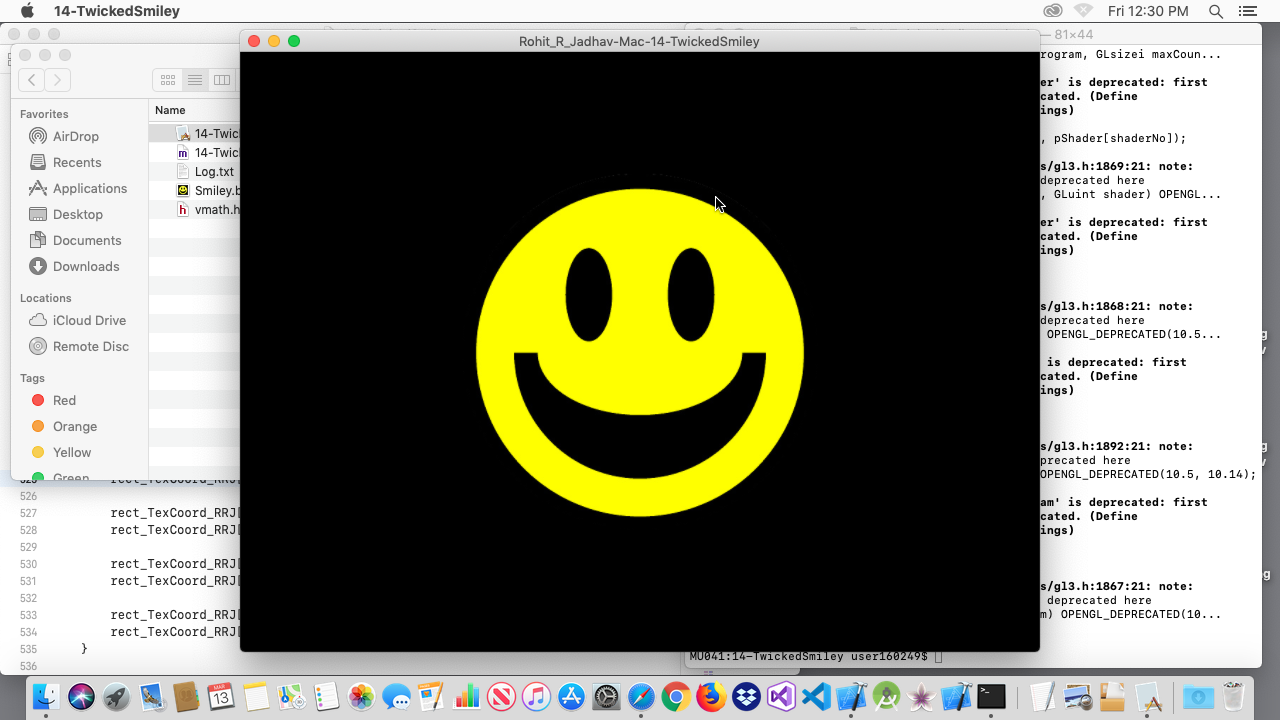 14-TwickedSmiley
Fri 12:30 PM
— 81×44
Rohit_R_Jadhav-Mac-14-TwickedSmiley
Favorites
AirDrop
Recents
Applications
Desktop
Documents
Downloads
Locations
iCloud Drive
Remote Disc
Tags
Red
Orange
Yellow
Green
Name
14-Twic
14-Twic
Log.txt
Smiley.b
vmath.h
rect_TexCoord_RRJ[
526
527 rect_TexCoord_RRJ[
528 rect_TexCoord_RRJ[
529
530 rect_TexCoord_RRJ[
531 rect_TexCoord_RRJ[
532
533 rect_TexCoord_RRJ[
534 rect_TexCoord_RRJ[
535 }
536
rogram, GLsizei maxCoun...
er' is deprecated: first
cated. (Define
ings)
, pShader[shaderNo]);
s/gl3.h:1869:21: note:
deprecated here
, GLuint shader) OPENGL...
er' is deprecated: first
cated. (Define
ings)
s/gl3.h:1868:21: note:
deprecated here
OPENGL_DEPRECATED(10.5...
is deprecated: first
cated. (Define
ings)
s/gl3.h:1892:21: note:
precated here
OPENGL_DEPRECATED(10.5, 10.14);
am' is deprecated: first
cated. (Define
ings)
s/gl3.h:1867:21: note:
deprecated here
m) OPENGL_DEPRECATED(10...
MU041:14-TwickedSmiley user160249$
MAR
13